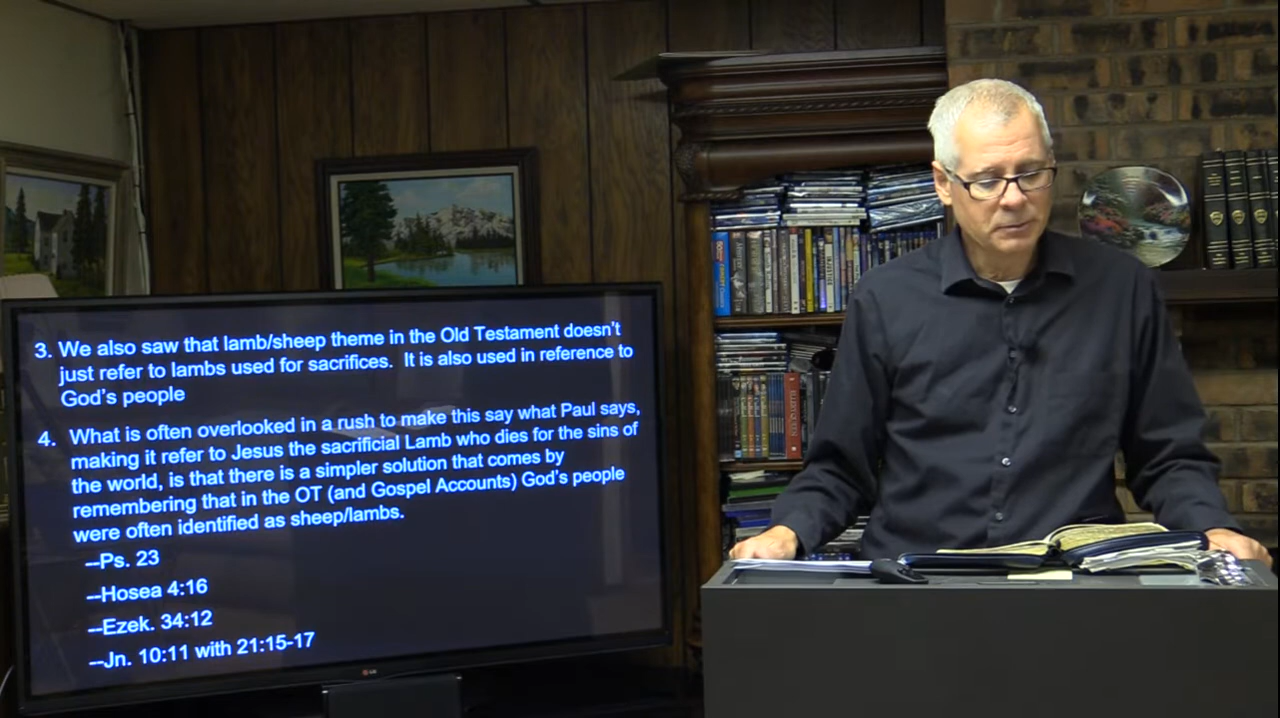 3. We also saw that lamb/sheep theme in the Old Testament doesn't
just refer to lambs used for sacrifices. It is also used in reference to
God's people
4. What is often overlooked in a rush to make this say what Paul says,
making it refer to Jesus the sacrificial Lamb who dies for the sins of
the world, is that there is a simpler solution that comes by
remembering that in the OT (and Gospel Accounts) God's people
were often identified as sheep/lambs.
--Ps. 23
--Hosea 4:16
--Ezek. 34:12
--Jn. 10:11 with 21:15-17
LG
ELLERY QUEEN